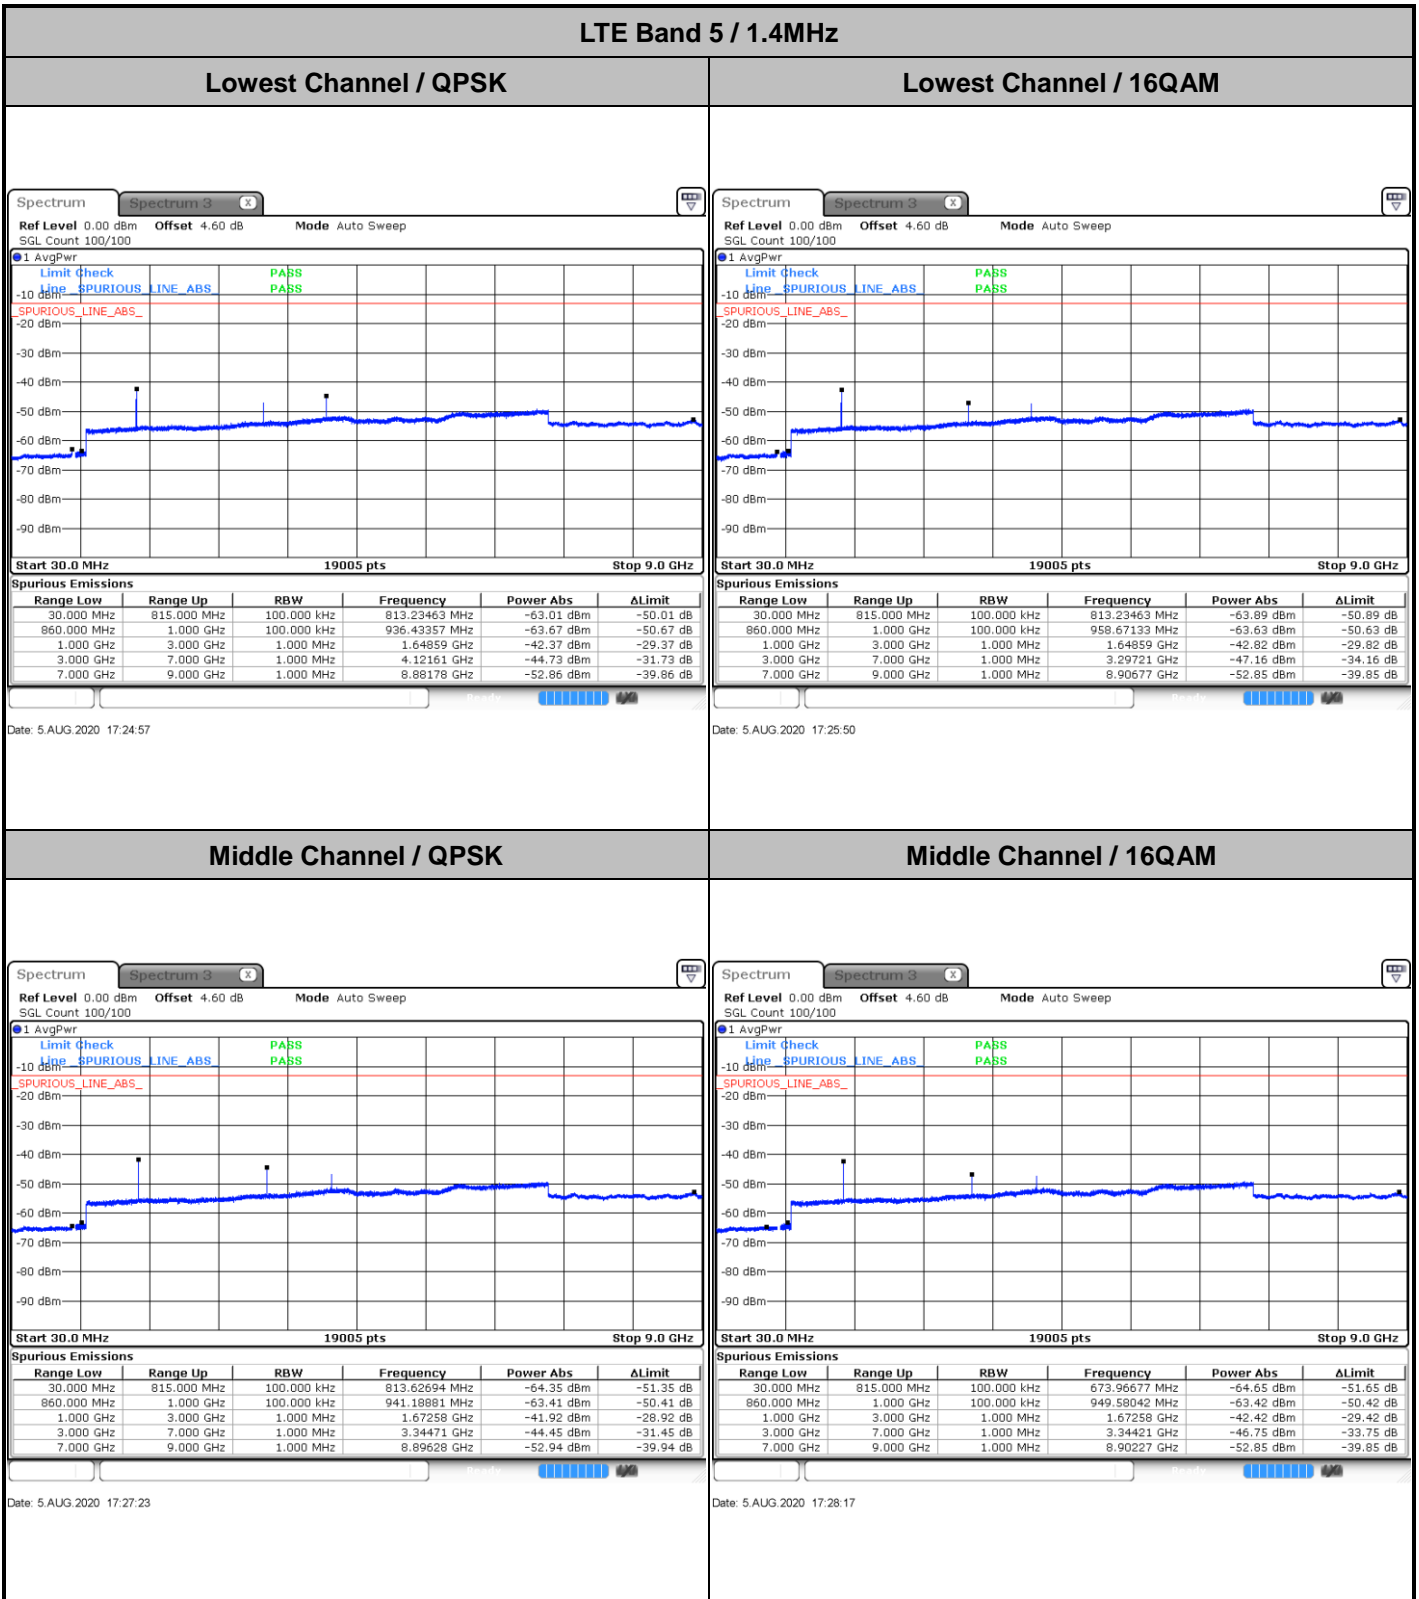 LTE Band 5 / 1.4MHz
Lowest Channel / QPSK
Lowest Channel / 16QAM
Spectrum
Spectrum 3
X
Ref Level 0.00 dBm Offset 4.60 dB Mode Auto Sweep
SGL Count 100/100
1 AvgPwr
Limit Check PASS
Line _SPURIOUS_LINE_ABS_ PASS
-10 dBm
_SPURIOUS_LINE_ABS_
-20 dBm
-30 dBm
-40 dBm
-50 dBm
-60 dBm
-70 dBm
-80 dBm
-90 dBm
Start 30.0 MHz 19005 pts Stop 9.0 GHz
Spurious Emissions
Range Low Range Up RBW Frequency Power Abs ΔLimit
30.000 MHz 815.000 MHz 100.000 kHz 813.23463 MHz -63.01 dBm -50.01 dB
860.000 MHz 1.000 GHz 100.000 kHz 936.43357 MHz -63.67 dBm -50.67 dB
1.000 GHz 3.000 GHz 1.000 MHz 1.64859 GHz -42.37 dBm -29.37 dB
3.000 GHz 7.000 GHz 1.000 MHz 4.12161 GHz -44.73 dBm -31.73 dB
7.000 GHz 9.000 GHz 1.000 MHz 8.88178 GHz -52.86 dBm -39.86 dB
Ready
Date: 5.AUG.2020 17:24:57
Spectrum
Spectrum 3
X
Ref Level 0.00 dBm Offset 4.60 dB Mode Auto Sweep
SGL Count 100/100
1 AvgPwr
Limit Check PASS
Line _SPURIOUS_LINE_ABS_ PASS
-10 dBm
_SPURIOUS_LINE_ABS_
-20 dBm
-30 dBm
-40 dBm
-50 dBm
-60 dBm
-70 dBm
-80 dBm
-90 dBm
Start 30.0 MHz 19005 pts Stop 9.0 GHz
Spurious Emissions
Range Low Range Up RBW Frequency Power Abs ΔLimit
30.000 MHz 815.000 MHz 100.000 kHz 813.23463 MHz -63.89 dBm -50.89 dB
860.000 MHz 1.000 GHz 100.000 kHz 958.67133 MHz -63.63 dBm -50.63 dB
1.000 GHz 3.000 GHz 1.000 MHz 1.64859 GHz -42.82 dBm -29.82 dB
3.000 GHz 7.000 GHz 1.000 MHz 3.29721 GHz -47.16 dBm -34.16 dB
7.000 GHz 9.000 GHz 1.000 MHz 8.90677 GHz -52.85 dBm -39.85 dB
Ready
Date: 5.AUG.2020 17:25:50
Middle Channel / QPSK
Middle Channel / 16QAM
Spectrum
Spectrum 3
X
Ref Level 0.00 dBm Offset 4.60 dB Mode Auto Sweep
SGL Count 100/100
1 AvgPwr
Limit Check PASS
Line _SPURIOUS_LINE_ABS_ PASS
-10 dBm
_SPURIOUS_LINE_ABS_
-20 dBm
-30 dBm
-40 dBm
-50 dBm
-60 dBm
-70 dBm
-80 dBm
-90 dBm
Start 30.0 MHz 19005 pts Stop 9.0 GHz
Spurious Emissions
Range Low Range Up RBW Frequency Power Abs ΔLimit
30.000 MHz 815.000 MHz 100.000 kHz 813.62694 MHz -64.35 dBm -51.35 dB
860.000 MHz 1.000 GHz 100.000 kHz 941.18881 MHz -63.41 dBm -50.41 dB
1.000 GHz 3.000 GHz 1.000 MHz 1.67258 GHz -41.92 dBm -28.92 dB
3.000 GHz 7.000 GHz 1.000 MHz 3.34471 GHz -44.45 dBm -31.45 dB
7.000 GHz 9.000 GHz 1.000 MHz 8.89628 GHz -52.94 dBm -39.94 dB
Ready
Date: 5.AUG.2020 17:27:23
Spectrum
Spectrum 3
X
Ref Level 0.00 dBm Offset 4.60 dB Mode Auto Sweep
SGL Count 100/100
1 AvgPwr
Limit Check PASS
Line _SPURIOUS_LINE_ABS_ PASS
-10 dBm
_SPURIOUS_LINE_ABS_
-20 dBm
-30 dBm
-40 dBm
-50 dBm
-60 dBm
-70 dBm
-80 dBm
-90 dBm
Start 30.0 MHz 19005 pts Stop 9.0 GHz
Spurious Emissions
Range Low Range Up RBW Frequency Power Abs ΔLimit
30.000 MHz 815.000 MHz 100.000 kHz 673.96677 MHz -64.65 dBm -51.65 dB
860.000 MHz 1.000 GHz 100.000 kHz 949.58042 MHz -63.42 dBm -50.42 dB
1.000 GHz 3.000 GHz 1.000 MHz 1.67258 GHz -42.42 dBm -29.42 dB
3.000 GHz 7.000 GHz 1.000 MHz 3.34421 GHz -46.75 dBm -33.75 dB
7.000 GHz 9.000 GHz 1.000 MHz 8.90227 GHz -52.85 dBm -39.85 dB
Ready
Date: 5.AUG.2020 17:28:17